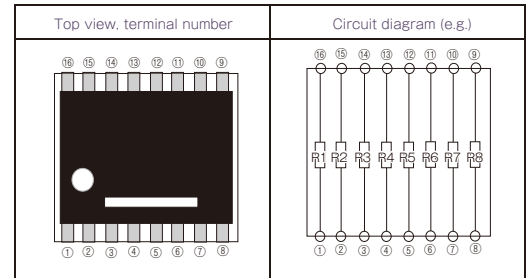 Top view, terminal number
Circuit diagram (e.g.)
⑯ ⑮ ⑭ ⑬ ⑫ ⑪ ⑩ ⑨
① ② ③ ④ ⑤ ⑥ ⑦ ⑧
⑯ ⑮ ⑭ ⑬ ⑫ ⑪ ⑩ ⑨
R1 R2 R3 R4 R5 R6 R7 R8
① ② ③ ④ ⑤ ⑥ ⑦ ⑧